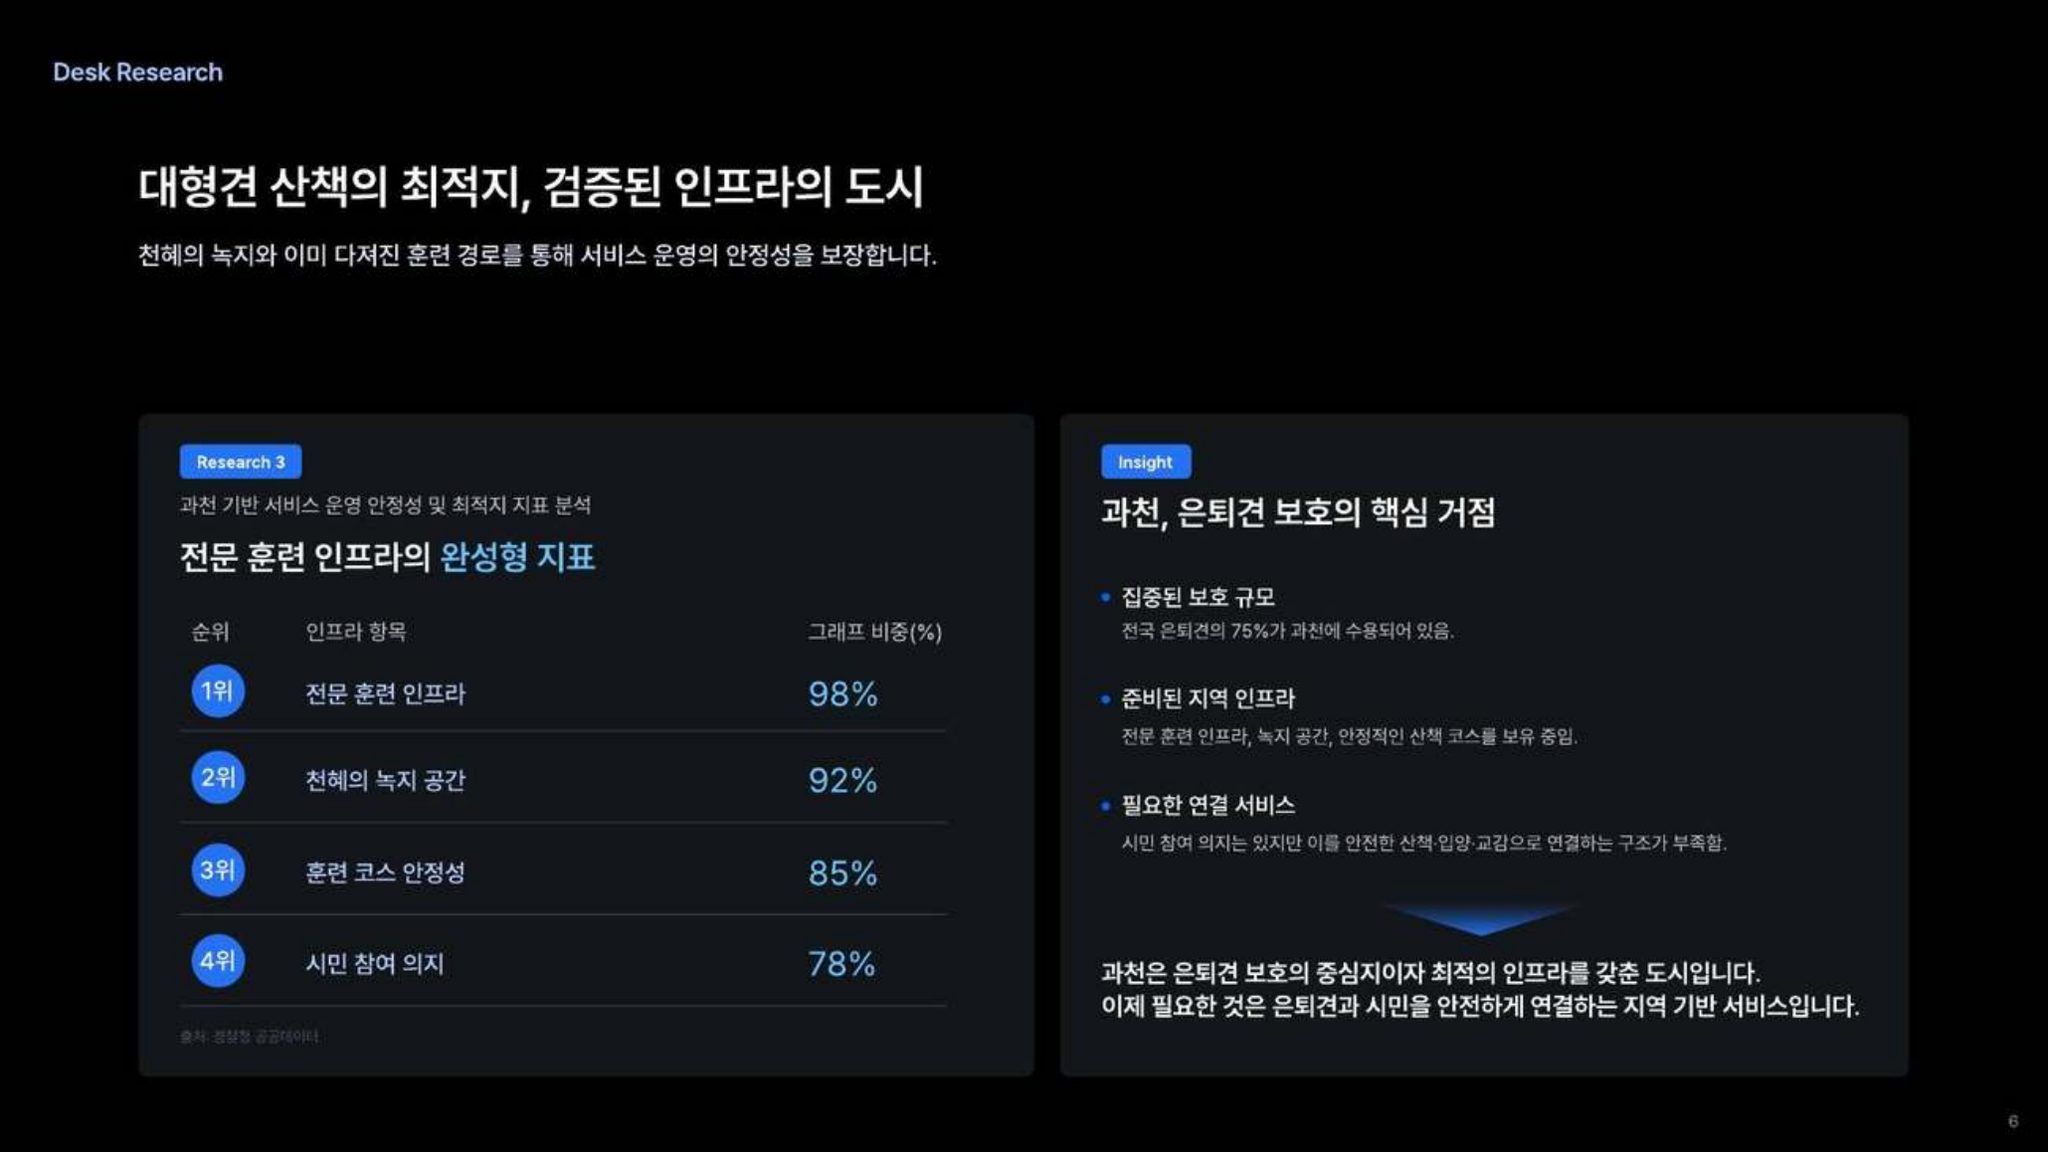 Desk Research
대형견 산책의 최적지, 검증된 인프라의 도시
천혜의 녹지와 이미 다져진 훈련 경로를 통해 서비스 운영의 안정성을 보장합니다.
Research 3
과천 기반 서비스 운영 안정성 및 최적지 지표 분석
전문 훈련 인프라의 완성형 지표
순위 인프라 항목 그래프 비중(%)
1위 전문 훈련 인프라 98%
2위 천혜의 녹지 공간 92%
3위 훈련 코스 안정성 85%
4위 시민 참여 의지 78%
출처: 경찰청 공공데이터
Insight
과천, 은퇴견 보호의 핵심 거점
집중된 보호 규모
전국 은퇴견의 75%가 과천에 수용되어 있음.
준비된 지역 인프라
전문 훈련 인프라, 녹지 공간, 안정적인 산책 코스를 보유 중임.
필요한 연결 서비스
시민 참여 의지는 있지만 이를 안전한 산책·입양·교감으로 연결하는 구조가 부족함.
과천은 은퇴견 보호의 중심지이자 최적의 인프라를 갖춘 도시입니다.
이제 필요한 것은 은퇴견과 시민을 안전하게 연결하는 지역 기반 서비스입니다.
6